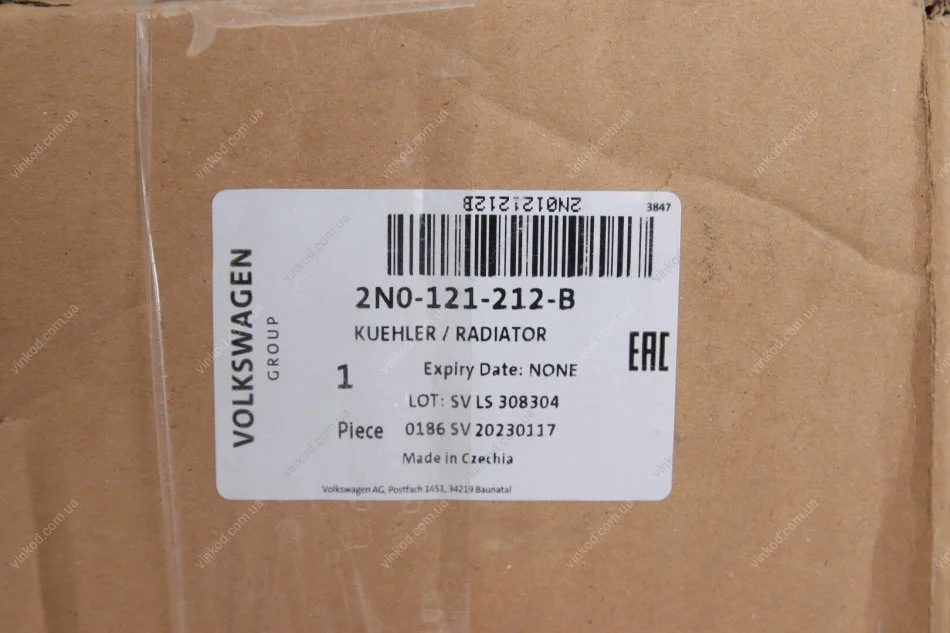 2N0121212B
3847
VOLKSWAGEN
GROUP
2N0-121-212-B
KUEHLER / RADIATOR
EAC
1
Expiry Date: NONE
LOT: SV LS 308304
Piece
0186 SV 20230117
Made in Czechia
Volkswagen AG, Postfach 1451, 34219 Baunatal
vinkod.com.ua